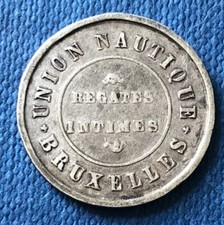 UNION NAUTIQUE
REGATES
INTIMES
BRUXELLES